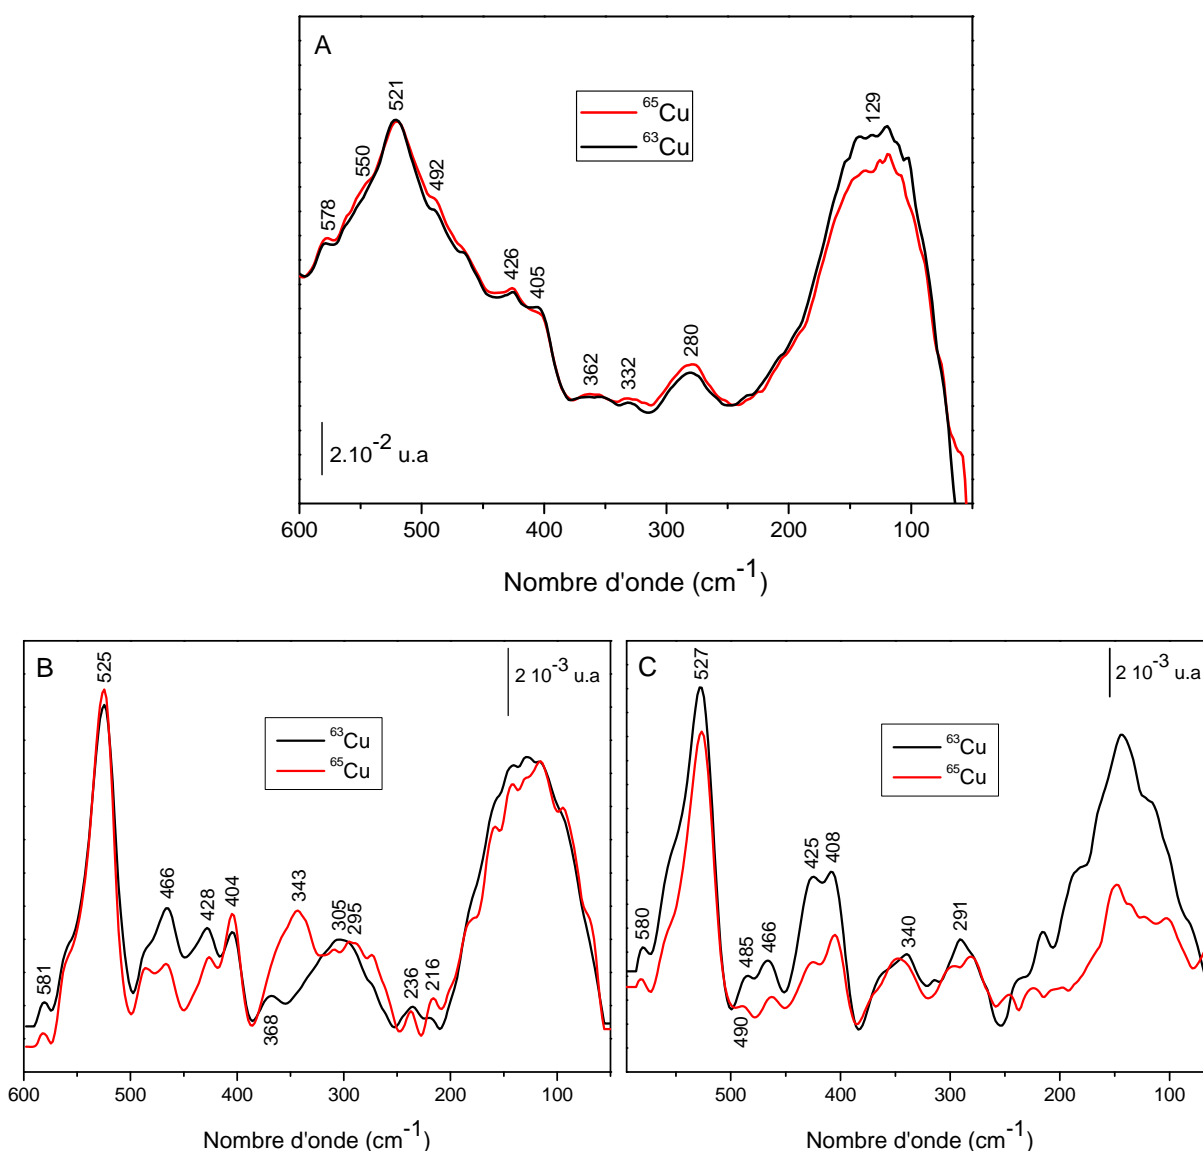 A
521
550
578
492
426
405
362
332
280
129
⁶⁵Cu
⁶³Cu
2.10⁻² u.a
600 500 400 300 200 100
Nombre d'onde (cm⁻¹)
B
525
2 10⁻³ u.a
⁶³Cu
⁶⁵Cu
581
466
428
404
368
343
305
295
236
216
600 500 400 300 200 100
Nombre d'onde (cm⁻¹)
C
527
2 10⁻³ u.a
⁶³Cu
⁶⁵Cu
580
485
490
466
425
408
340
291
500 400 300 200 100
Nombre d'onde (cm⁻¹)